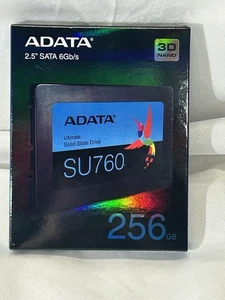 ADATA
2.5" SATA 6Gb/s
3D
NAND
ADATA
Ultimate
Solid State Drive
SU760
256GB